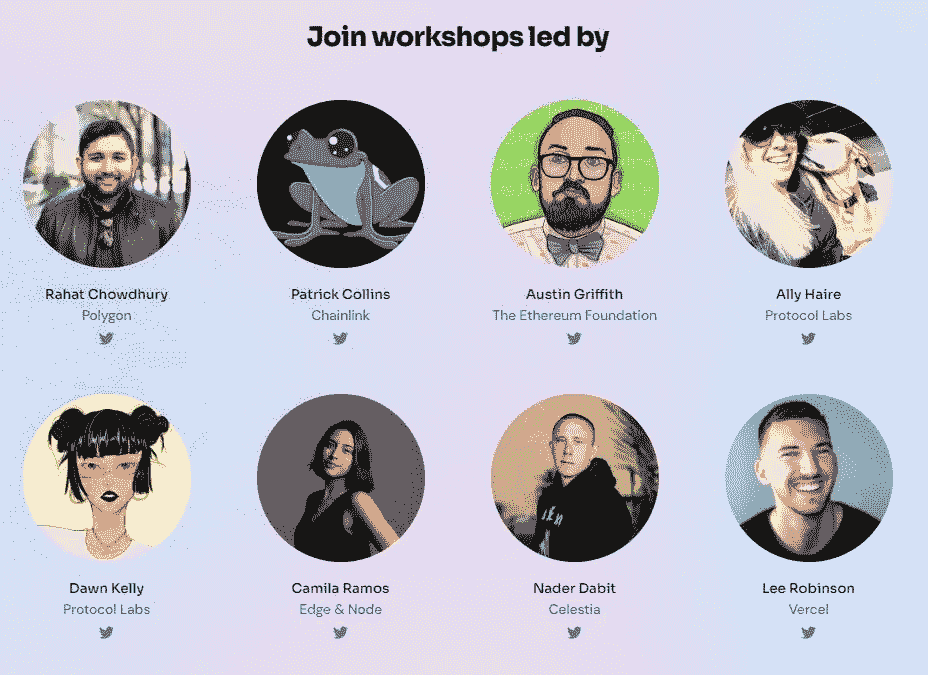 Join workshops led by
Rahat Chowdhury
Polygon
Patrick Collins
Chainlink
Austin Griffith
The Ethereum Foundation
Ally Haire
Protocol Labs
Dawn Kelly
Protocol Labs
Camila Ramos
Edge & Node
Nader Dabit
Celestia
Lee Robinson
Vercel